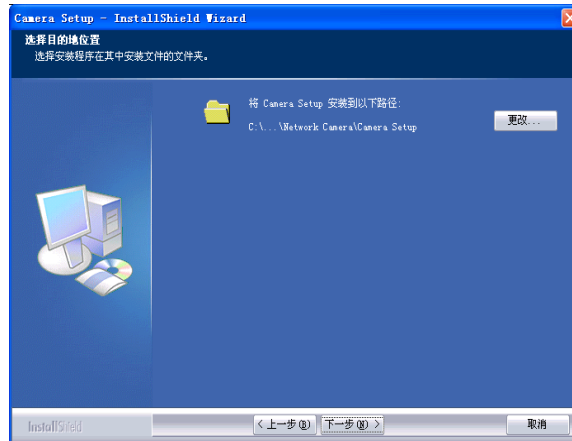 Camera Setup - InstallShield Wizard
选择目的地位置
选择安装程序在其中安装文件的文件夹。
将 Camera Setup 安装到以下路径:
C:\...\Network Camera\Camera Setup
更改...
InstallShield
< 上一步(B)
下一步(N) >
取消